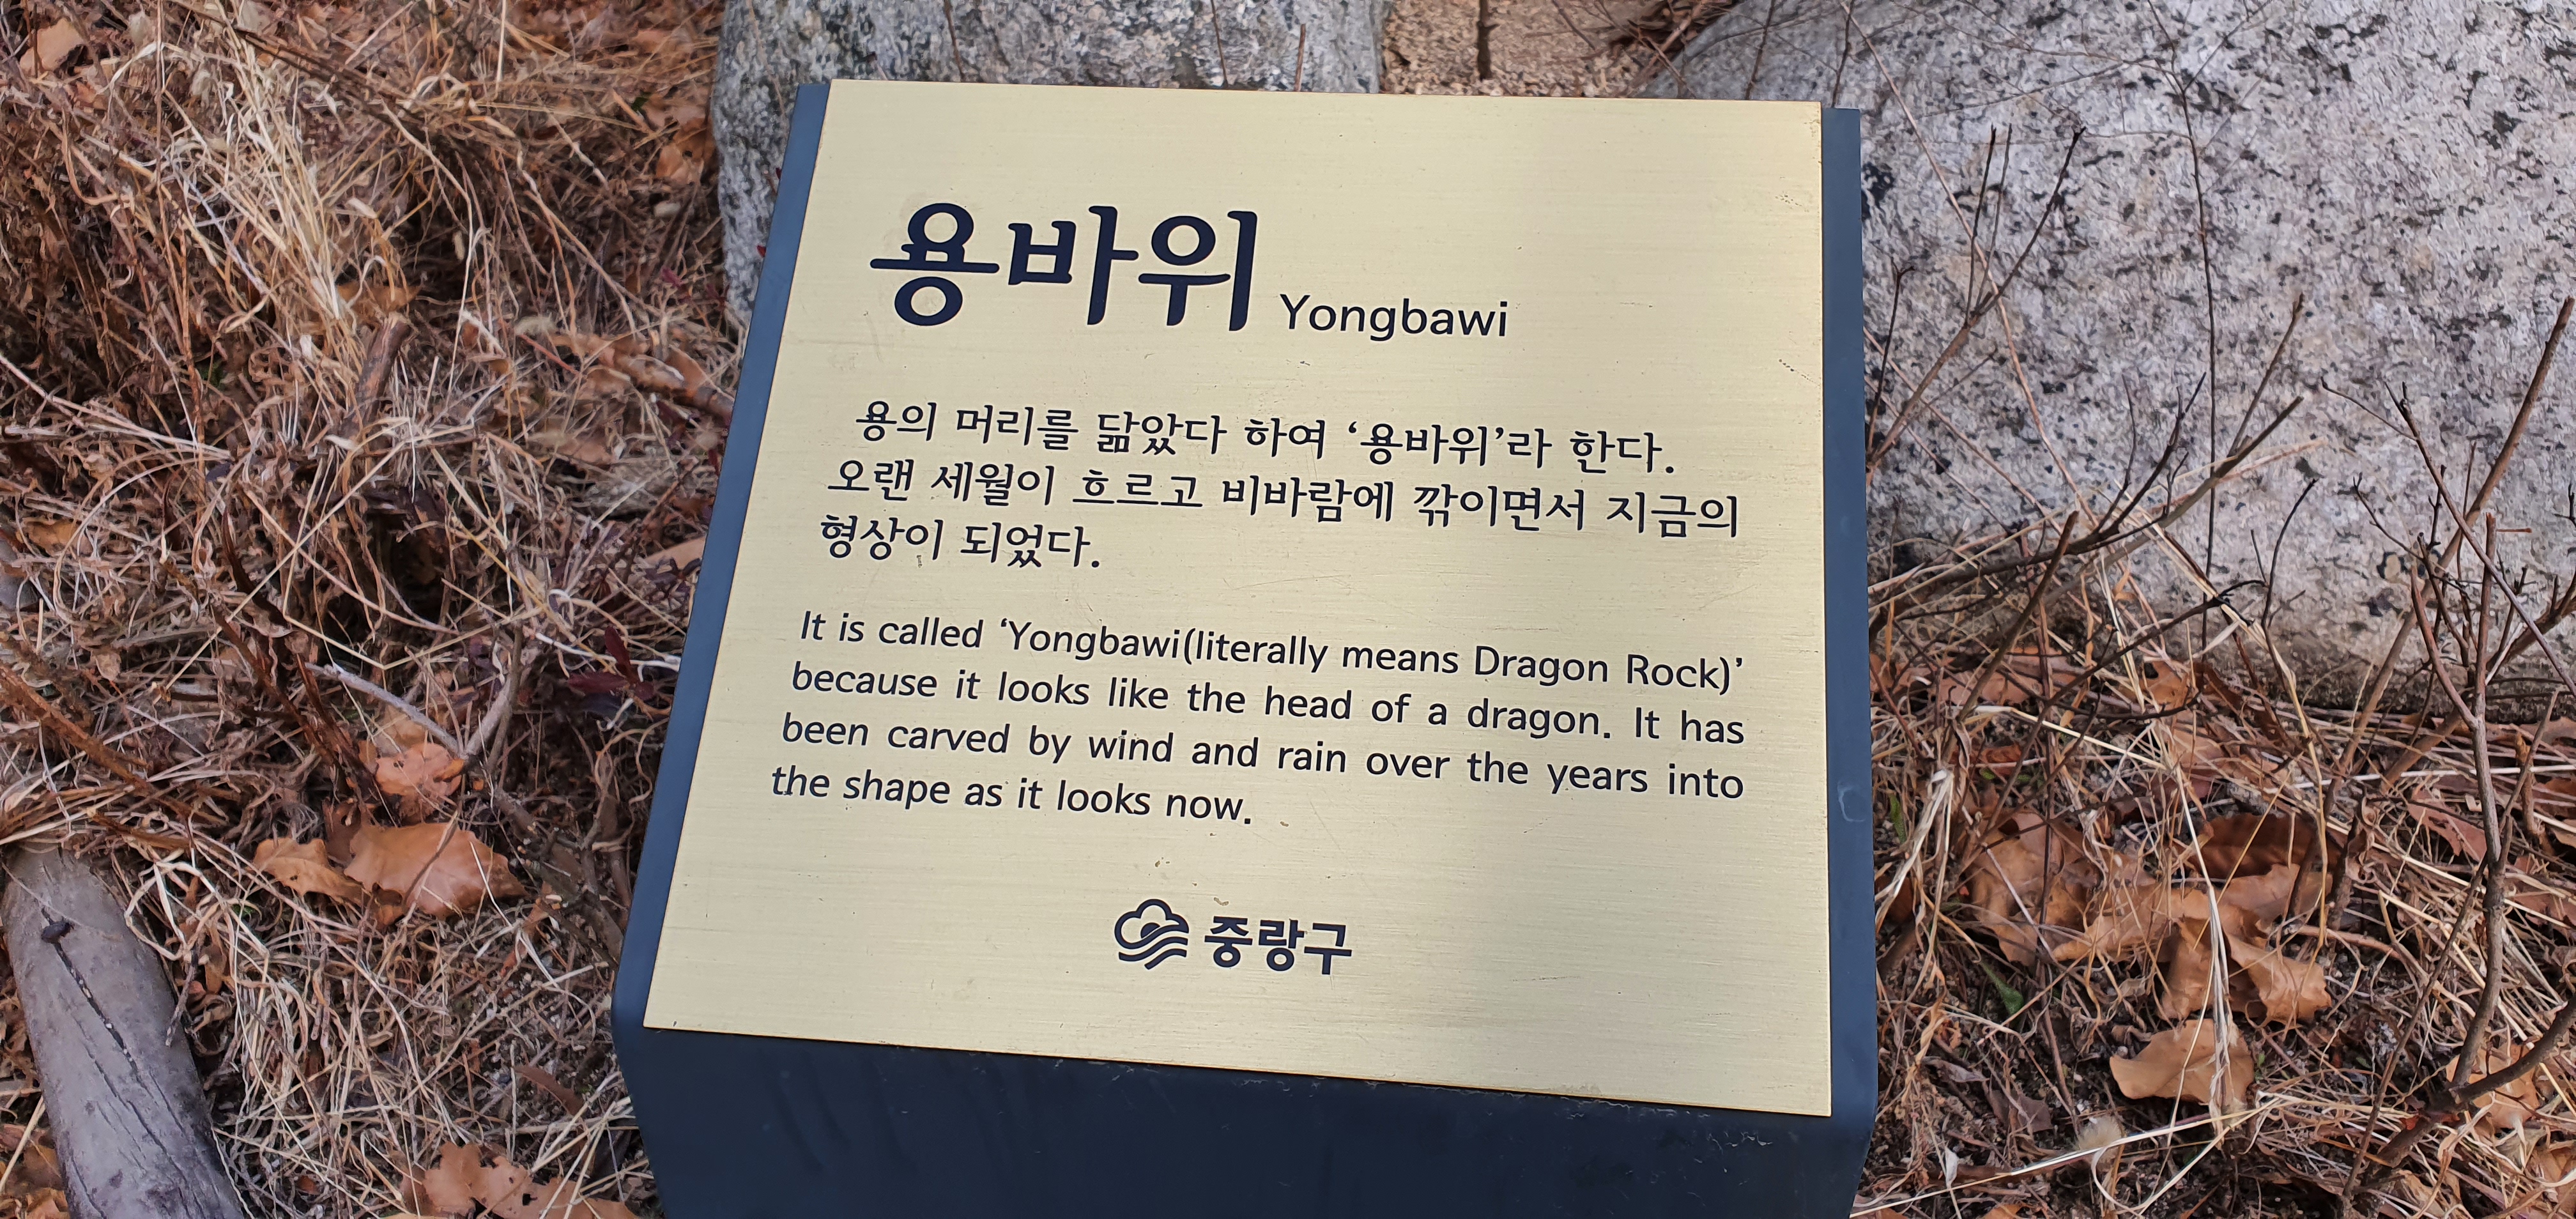 용바위 Yongbawi
용의 머리를 닮았다 하여 ‘용바위’라 한다.
오랜 세월이 흐르고 비바람에 깎이면서 지금의
형상이 되었다.
It is called ‘Yongbawi(literally means Dragon Rock)’
because it looks like the head of a dragon. It has
been carved by wind and rain over the years into
the shape as it looks now.
중랑구